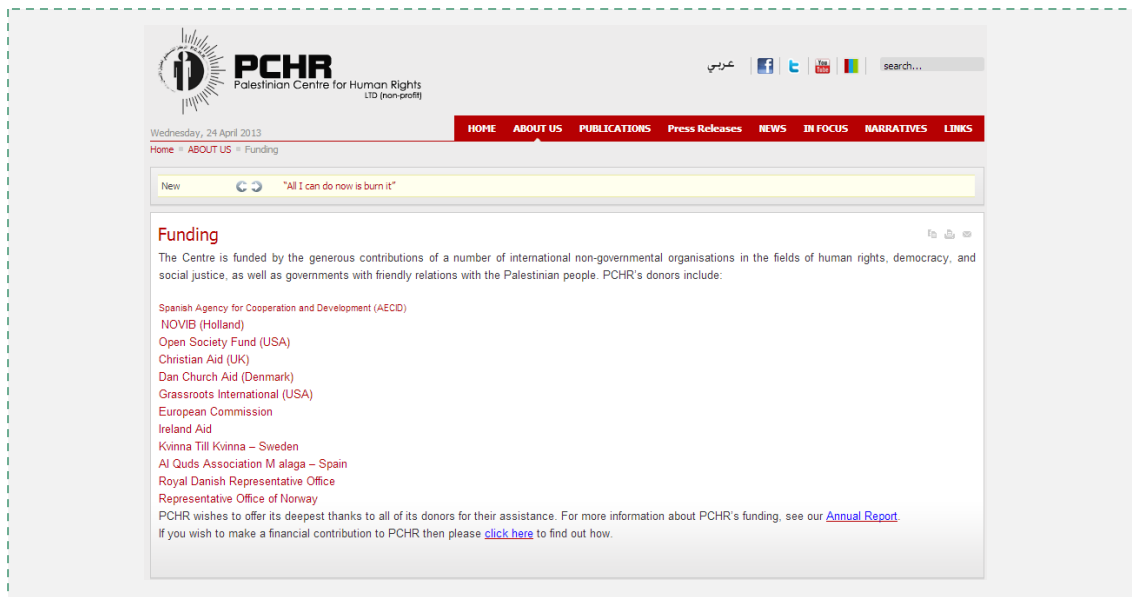 PCHR
Palestinian Centre for Human Rights
LTD (non-profit)
عربي
search...
Wednesday, 24 April 2013
HOME ABOUT US PUBLICATIONS Press Releases NEWS IN FOCUS NARRATIVES LINKS
Home ABOUT US Funding
New "All I can do now is burn it"
Funding
The Centre is funded by the generous contributions of a number of international non-governmental organisations in the fields of human rights, democracy, and
social justice, as well as governments with friendly relations with the Palestinian people. PCHR's donors include:
Spanish Agency for Cooperation and Development (AECID)
NOVIB (Holland)
Open Society Fund (USA)
Christian Aid (UK)
Dan Church Aid (Denmark)
Grassroots International (USA)
European Commission
Ireland Aid
Kvinna Till Kvinna – Sweden
Al Quds Association M alaga – Spain
Royal Danish Representative Office
Representative Office of Norway
PCHR wishes to offer its deepest thanks to all of its donors for their assistance. For more information about PCHR's funding, see our Annual Report.
If you wish to make a financial contribution to PCHR then please click here to find out how.